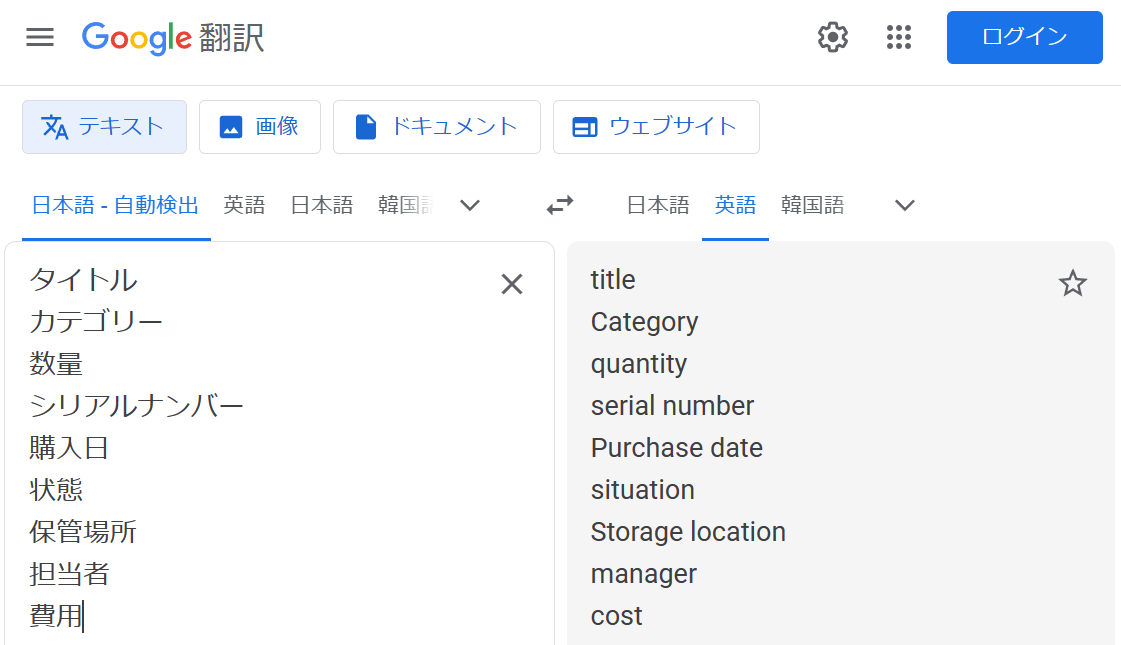 Google 翻訳
ログイン
テキスト 画像 ドキュメント ウェブサイト
日本語 - 自動検出 英語 日本語 韓国語 日本語 英語 韓国語
タイトル
カテゴリー
数量
シリアルナンバー
購入日
状態
保管場所
担当者
費用
title
Category
quantity
serial number
Purchase date
situation
Storage location
manager
cost